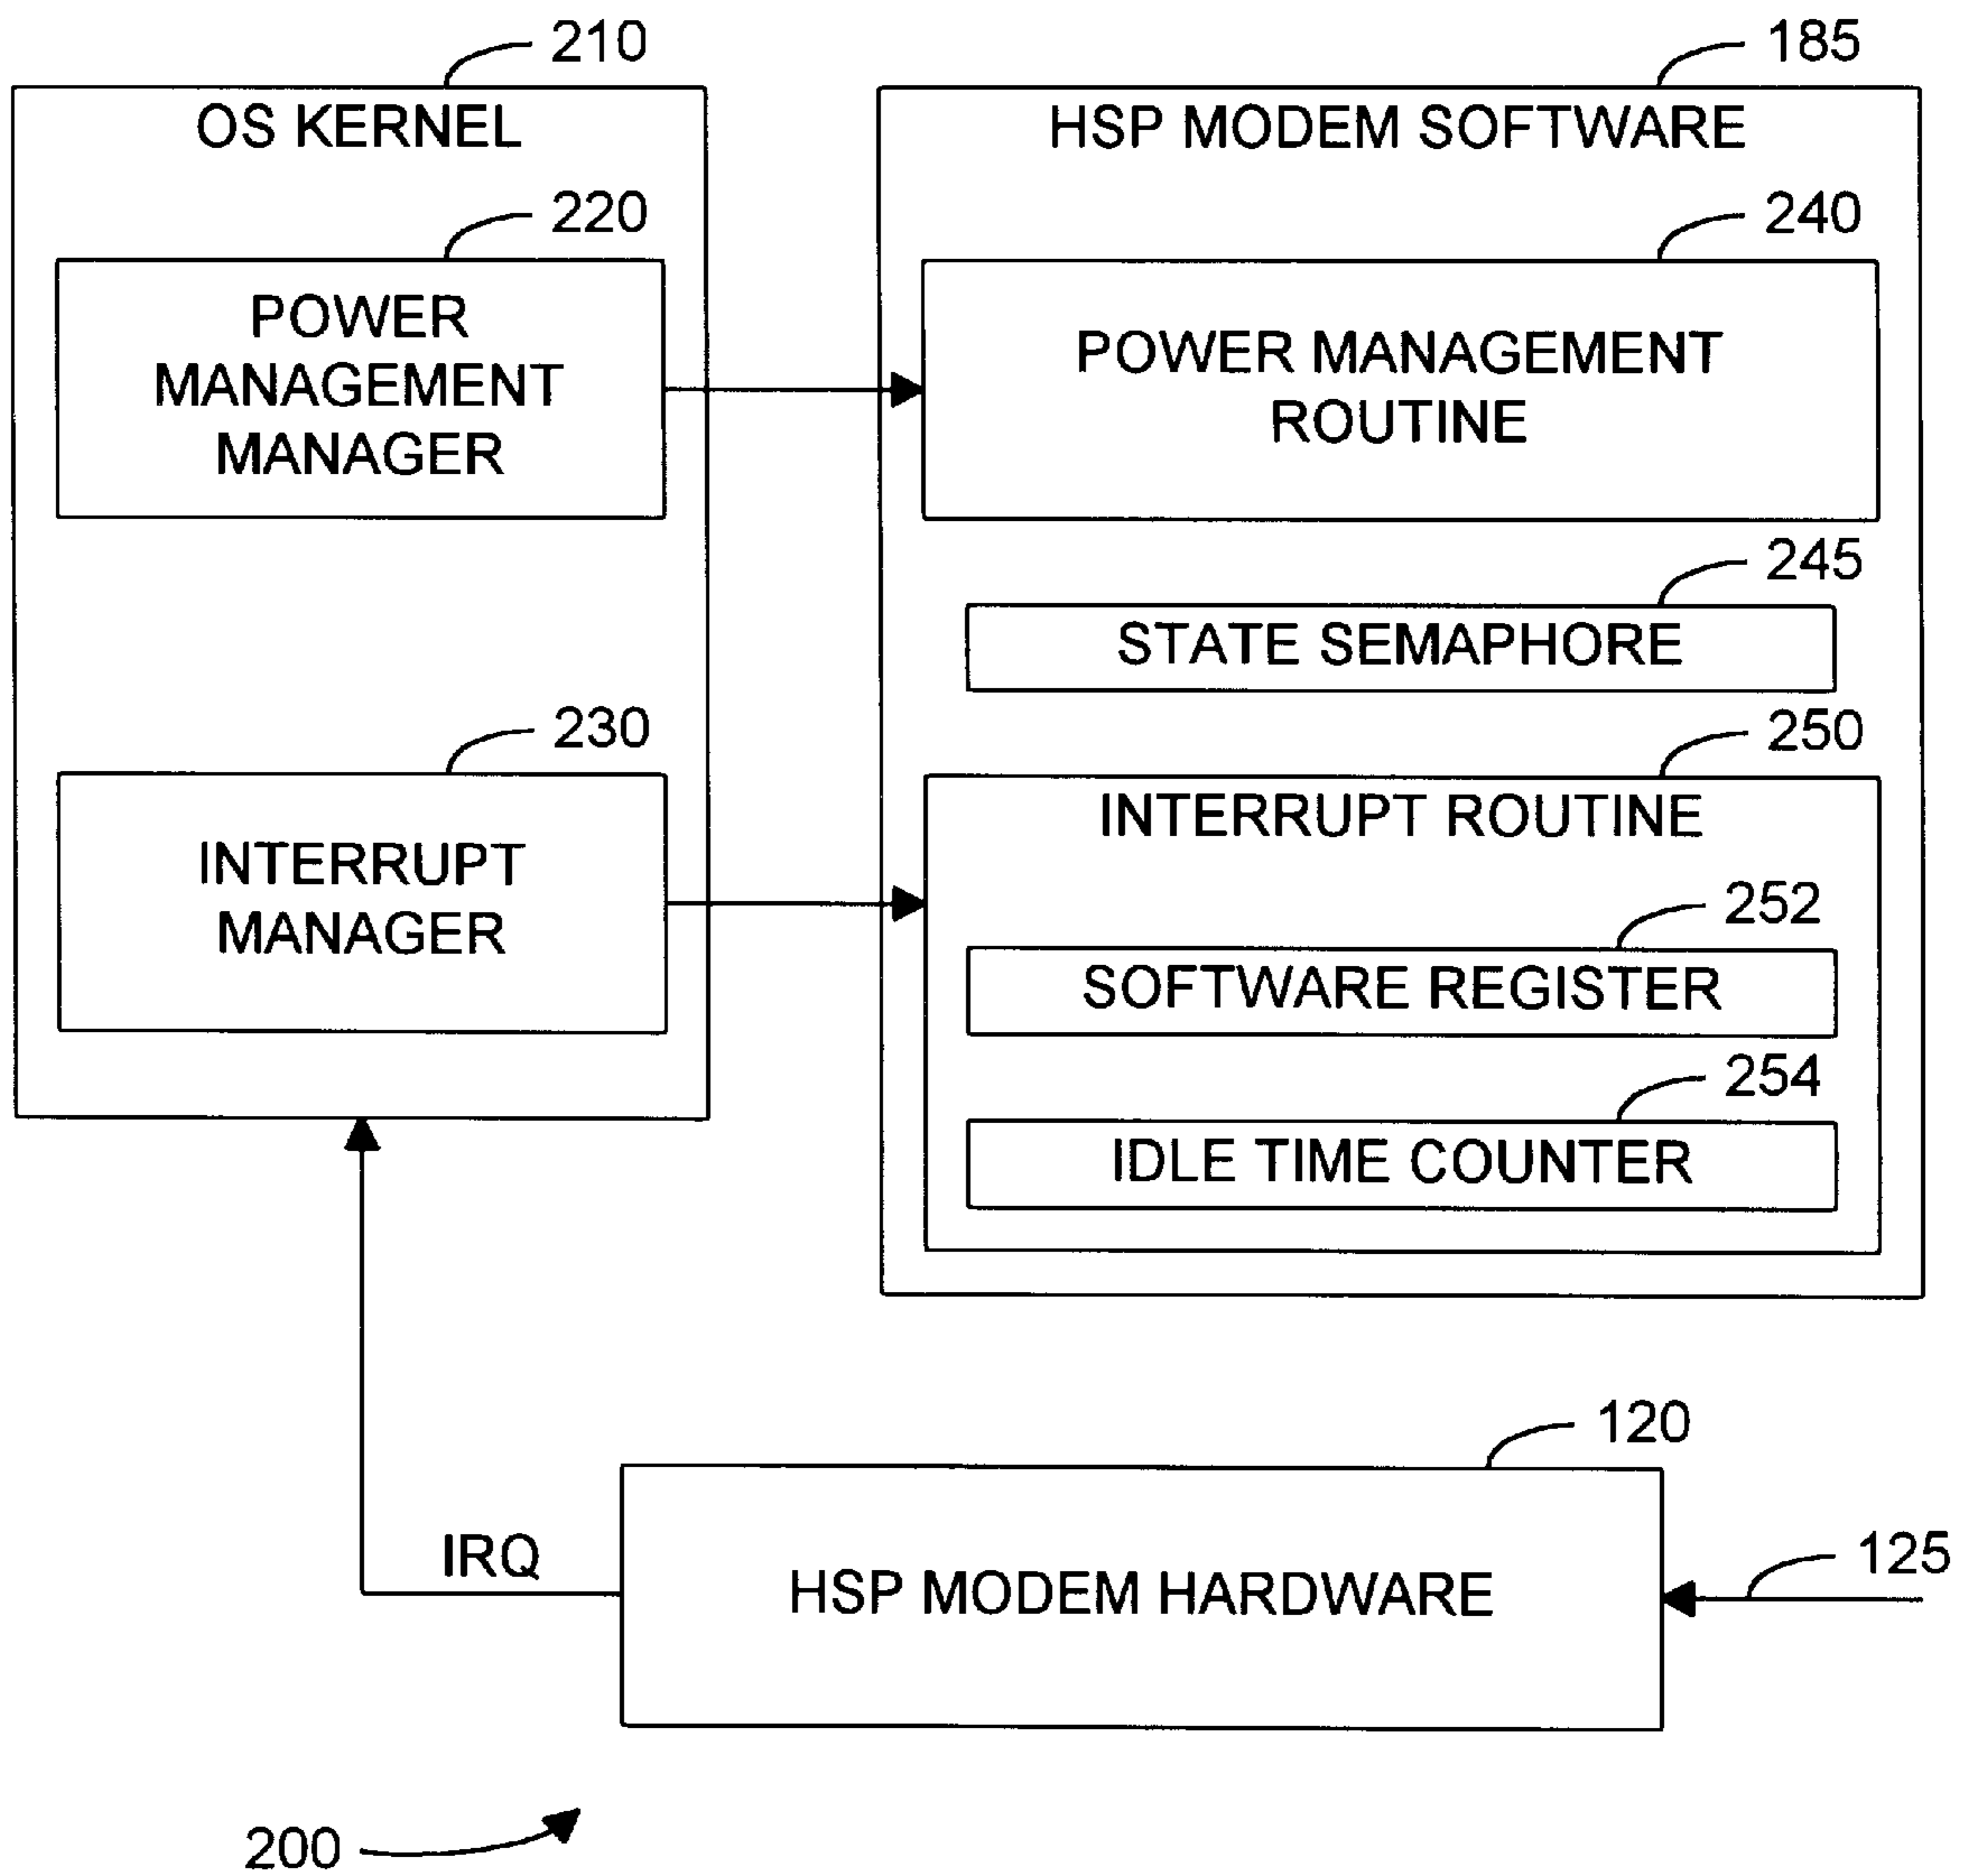 210
OS KERNEL
220
POWER
MANAGEMENT
MANAGER
230
INTERRUPT
MANAGER
185
HSP MODEM SOFTWARE
240
POWER MANAGEMENT
ROUTINE
245
STATE SEMAPHORE
250
INTERRUPT ROUTINE
252
SOFTWARE REGISTER
254
IDLE TIME COUNTER
120
IRQ
HSP MODEM HARDWARE
125
200